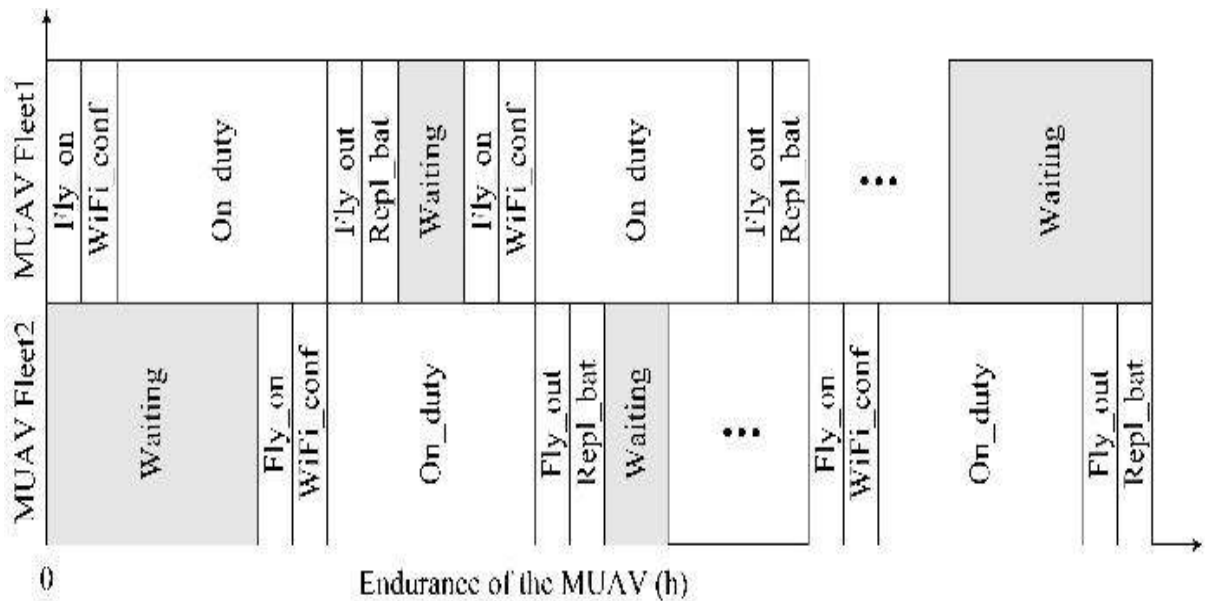 MUAV Fleet1
Fly_on
WiFi_conf
On_duty
Fly_out
Repl_bat
Waiting
Fly_on
WiFi_conf
On_duty
Fly_out
Repl_bat
•••
Waiting
MUAV Fleet2
Waiting
Fly_on
WiFi_conf
On_duty
Fly_out
Repl_bat
Waiting
•••
Fly_on
WiFi_conf
On_duty
Fly_out
Repl_bat
0
Endurance of the MUAV (h)